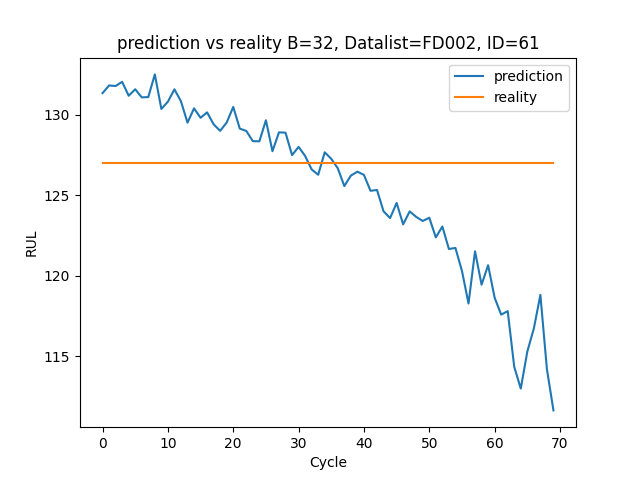 prediction vs reality B=32, Datalist=FD002, ID=61
prediction
reality
130
125
120
115
RUL
0 10 20 30 40 50 60 70
Cycle